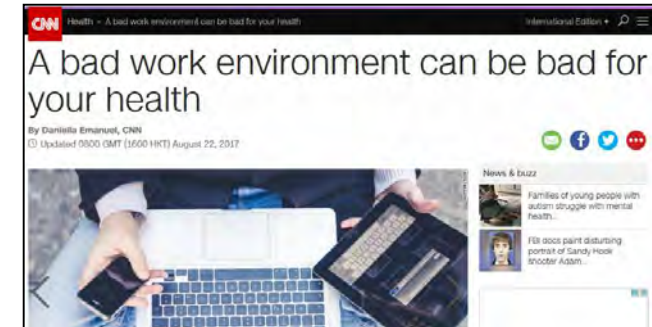 CNN Health » A bad work environment can be bad for your health International Edition +
A bad work environment can be bad for
your health
By Daniella Emanuel, CNN
Updated 0800 GMT (1600 HKT) August 22, 2017
News & buzz
Families of young people with
autism struggle with mental
health...
FBI docs paint disturbing
portrait of Sandy Hook
shooter Adam...